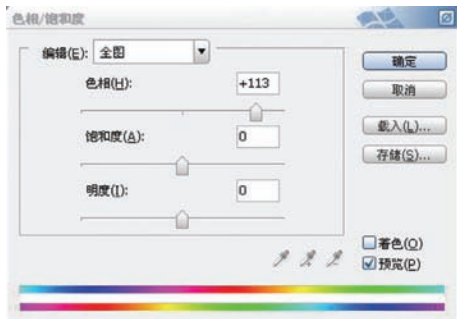 色相/饱和度
编辑(E): 全图
色相(H): +113
饱和度(A): 0
明度(I): 0
确定
取消
载入(L)...
存储(S)...
着色(O)
预览(P)